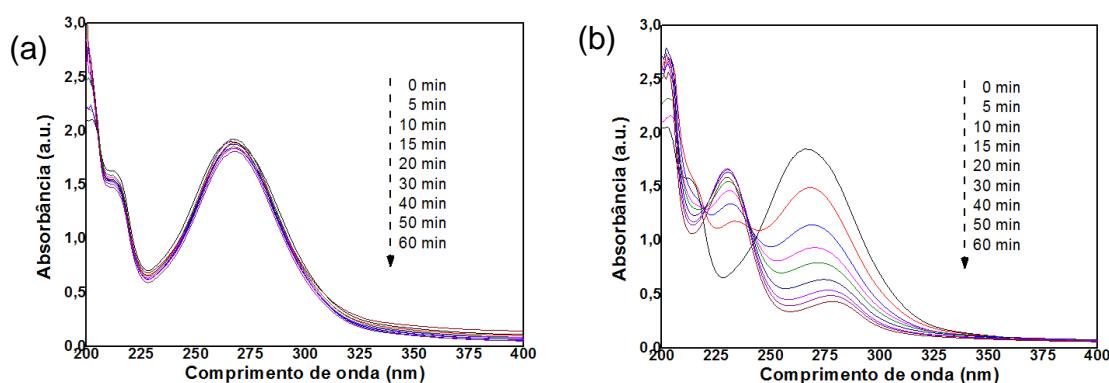 (a)
Absorbância (a.u.)
3,0
2,5
2,0
1,5
1,0
0,5
0,0
200 225 250 275 300 325 350 375 400
Comprimento de onda (nm)
0 min
5 min
10 min
15 min
20 min
30 min
40 min
50 min
60 min
(b)
Absorbância (a.u.)
3,0
2,5
2,0
1,5
1,0
0,5
0,0
200 225 250 275 300 325 350 375 400
Comprimento de onda (nm)
0 min
5 min
10 min
15 min
20 min
30 min
40 min
50 min
60 min